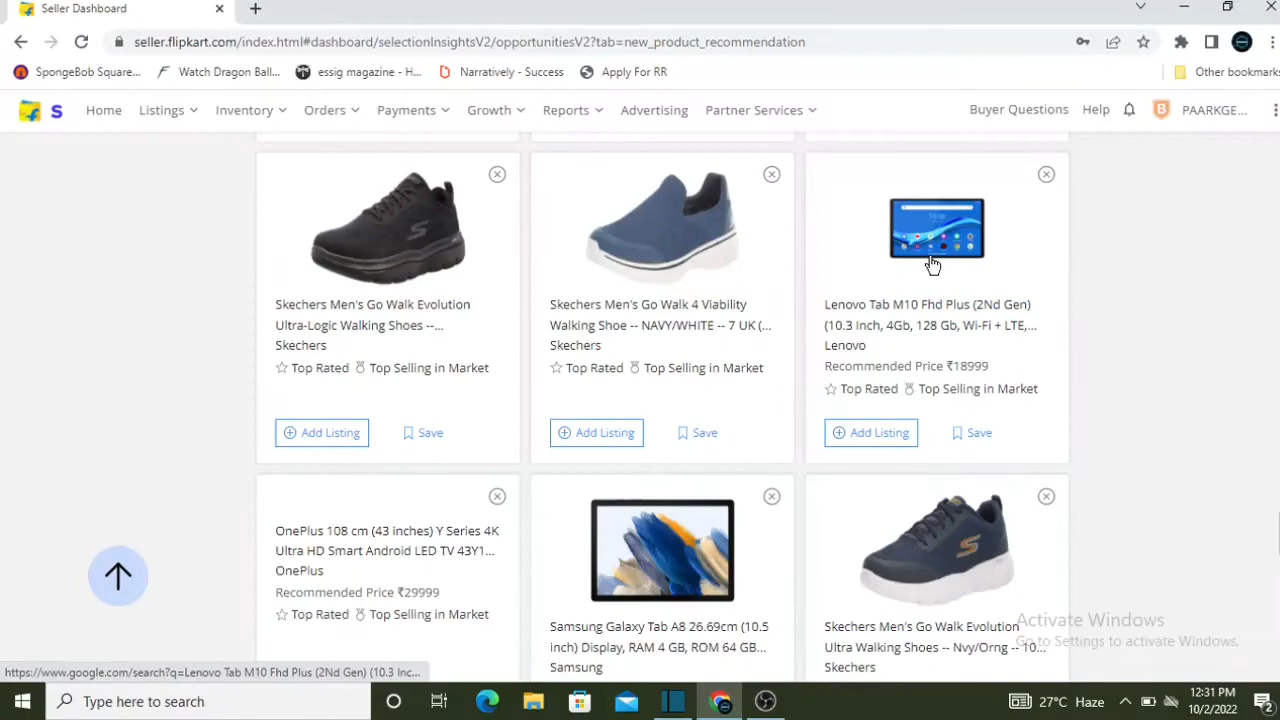 Seller Dashboard
seller.flipkart.com/index.html#dashboard/selectionInsightsV2/opportunitiesV2?tab=new_product_recommendation
SpongeBob Square... Watch Dragon Ball... essig magazine - H... Narratively - Success Apply For RR Other bookmarks
S Home Listings Inventory Orders Payments Growth Reports Advertising Partner Services Buyer Questions Help B PAARKGE...
Skechers Men's Go Walk Evolution
Ultra-Logic Walking Shoes --...
Skechers
Top Rated Top Selling in Market
Add Listing Save
Skechers Men's Go Walk 4 Viability
Walking Shoe -- NAVY/WHITE -- 7 UK (...
Skechers
Top Rated Top Selling in Market
Add Listing Save
Lenovo Tab M10 Fhd Plus (2Nd Gen)
(10.3 Inch, 4Gb, 128 Gb, Wi-Fi + LTE,...
Lenovo
Recommended Price ₹18999
Top Rated Top Selling in Market
Add Listing Save
OnePlus 108 cm (43 inches) Y Series 4K
Ultra HD Smart Android LED TV 43Y1...
OnePlus
Recommended Price ₹29999
Top Rated Top Selling in Market
Samsung Galaxy Tab A8 26.69cm (10.5
inch) Display, RAM 4 GB, ROM 64 GB...
Samsung
Skechers Men's Go Walk Evolution
Ultra Walking Shoes -- Nvy/Orng -- 10...
Skechers
Activate Windows
Go to Settings to activate Windows.
https://www.google.com/search?q=Lenovo Tab M10 Fhd Plus (2Nd Gen) (10.3 Inc...
Type here to search
27°C Haze
12:31 PM
10/2/2022
2